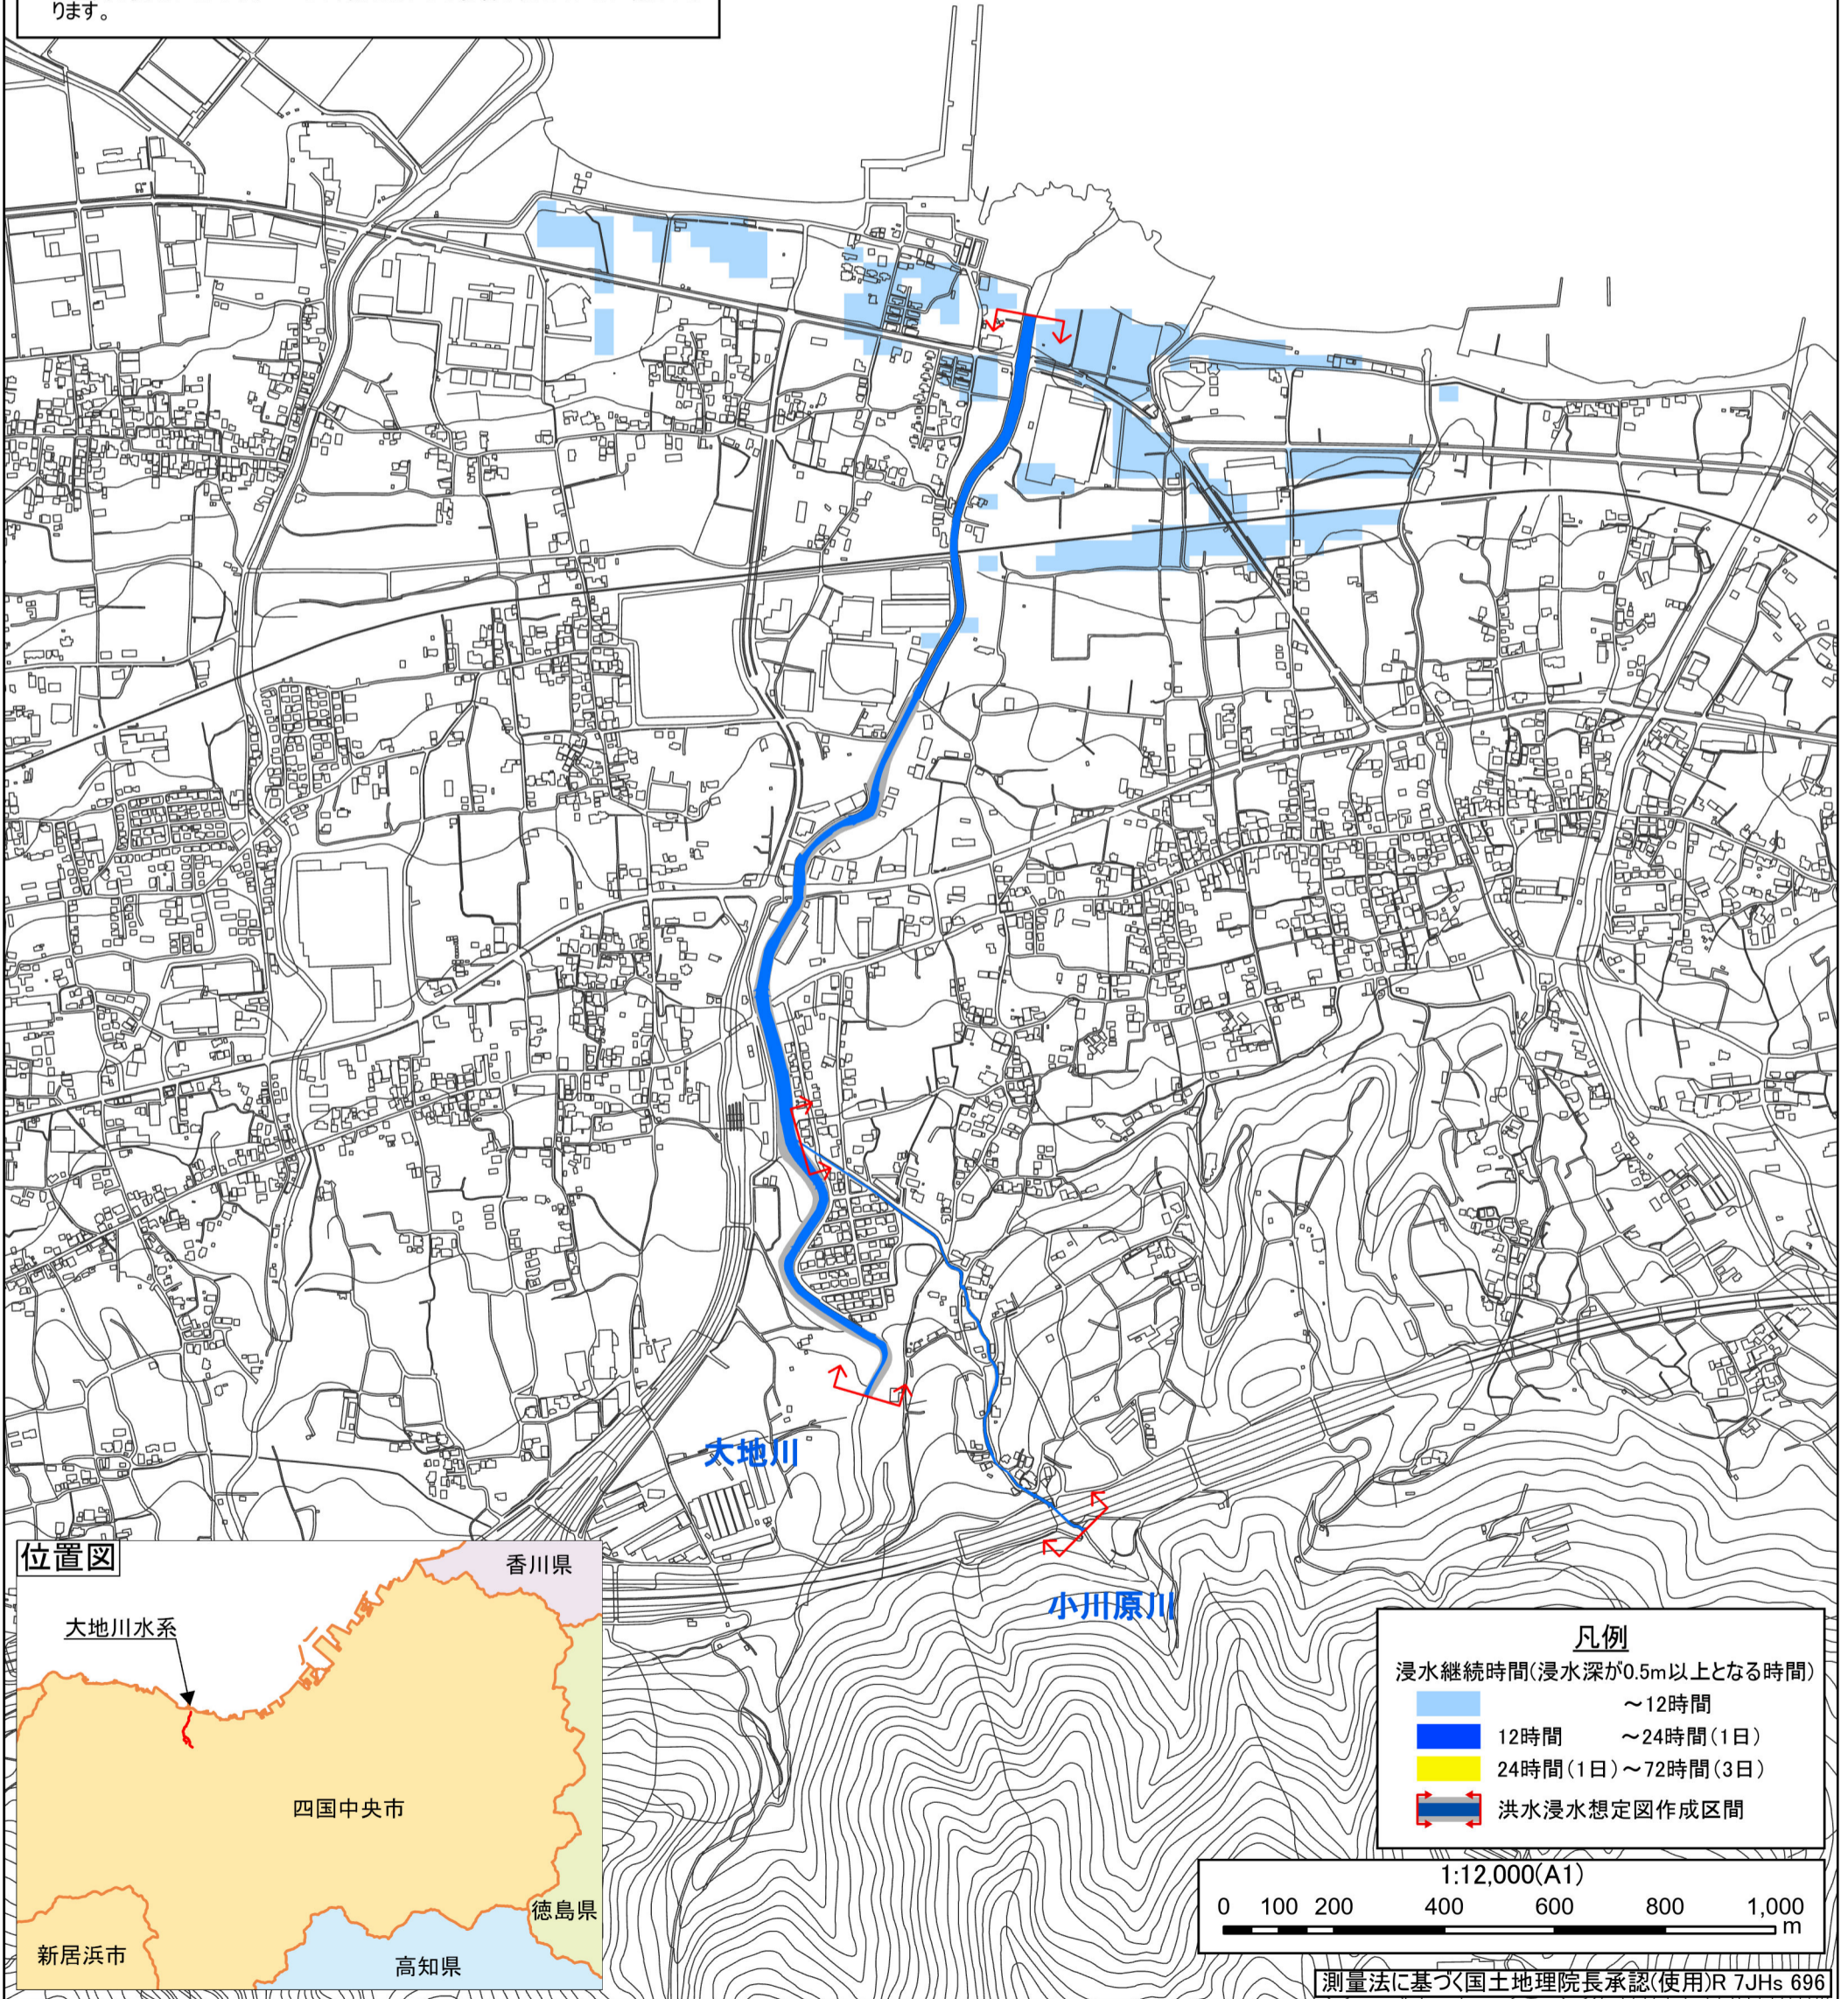 ります。
大地川
小川原川
位置図
香川県
大地川水系
四国中央市
徳島県
新居浜市
高知県
凡例
浸水継続時間(浸水深が0.5m以上となる時間)
～12時間
12時間 ～24時間(1日)
24時間(1日)～72時間(3日)
洪水浸水想定図作成区間
1:12,000(A1)
0 100 200 400 600 800 1,000
m
測量法に基づく国土地理院長承認(使用)R 7JHs 696